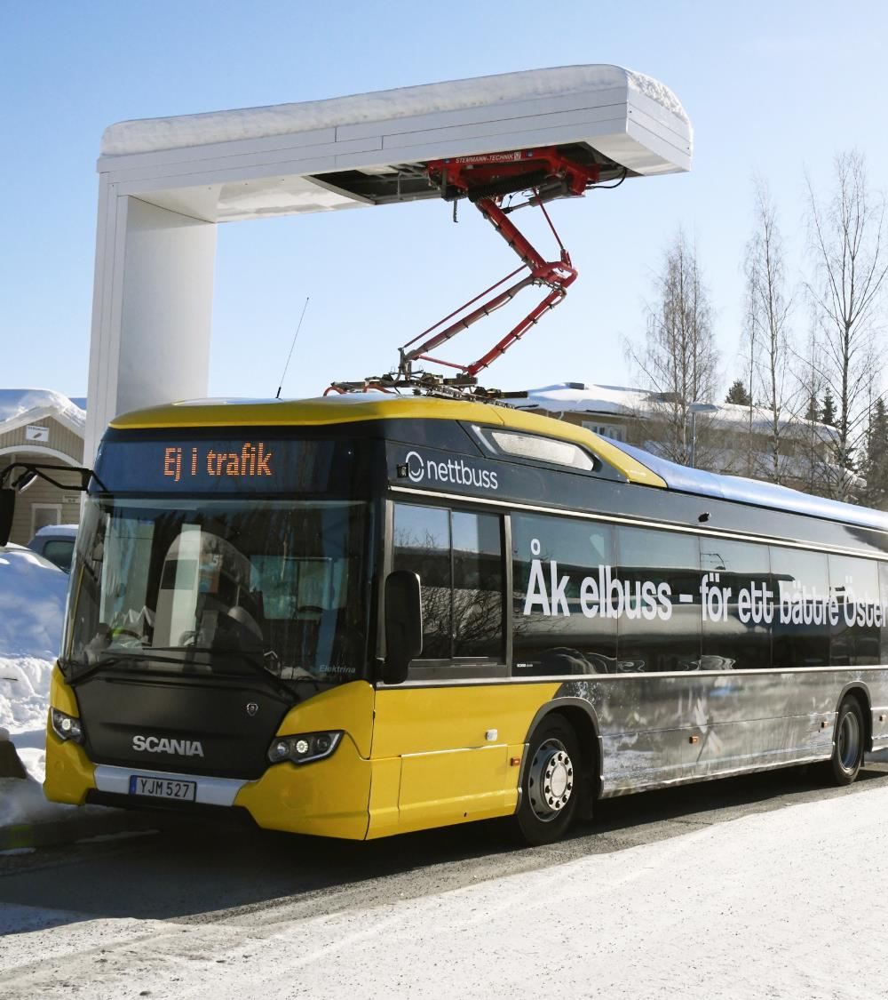 STEMMANN-TECHNIK
Ej i trafik
nettbuss
Åk elbuss – för ett bättre Öster
Elektrina
SCANIA
YJM 527